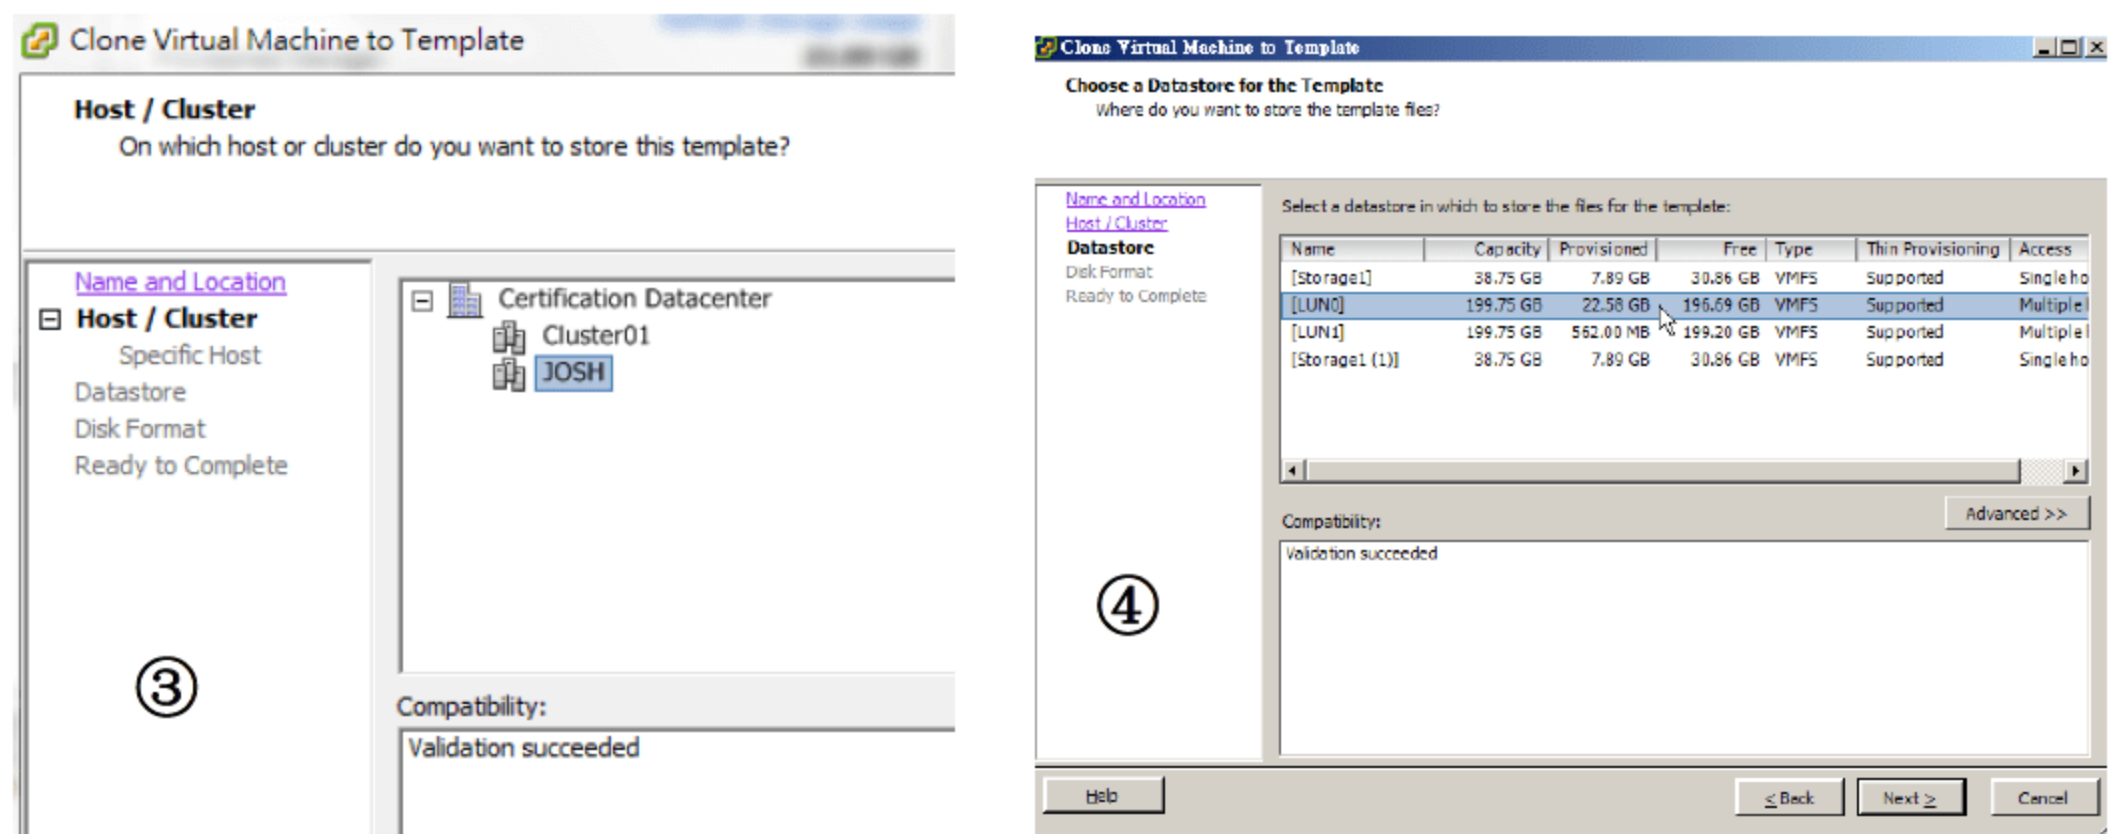 Clone Virtual Machine to Template
Host / Cluster
On which host or cluster do you want to store this template?
Name and Location
Host / Cluster
Specific Host
Datastore
Disk Format
Ready to Complete
Certification Datacenter
Cluster01
JOSH
③
Compatibility:
Validation succeeded
Clone Virtual Machine to Template
Choose a Datastore for the Template
Where do you want to store the template files?
Name and Location
Host / Cluster
Datastore
Disk Format
Ready to Complete
Select a datastore in which to store the files for the template:
Name Capacity Provisioned Free Type Thin Provisioning Access
[Storage1] 38.75 GB 7.89 GB 30.86 GB VMFS Supported Single ho
[LUN0] 199.75 GB 22.58 GB 196.69 GB VMFS Supported Multiple
[LUN1] 199.75 GB 562.00 MB 199.20 GB VMFS Supported Multiple
[Storage1 (1)] 38.75 GB 7.89 GB 30.86 GB VMFS Supported Single ho
Advanced >>
Compatibility:
Validation succeeded
④
Help
≤ Back
Next ≥
Cancel